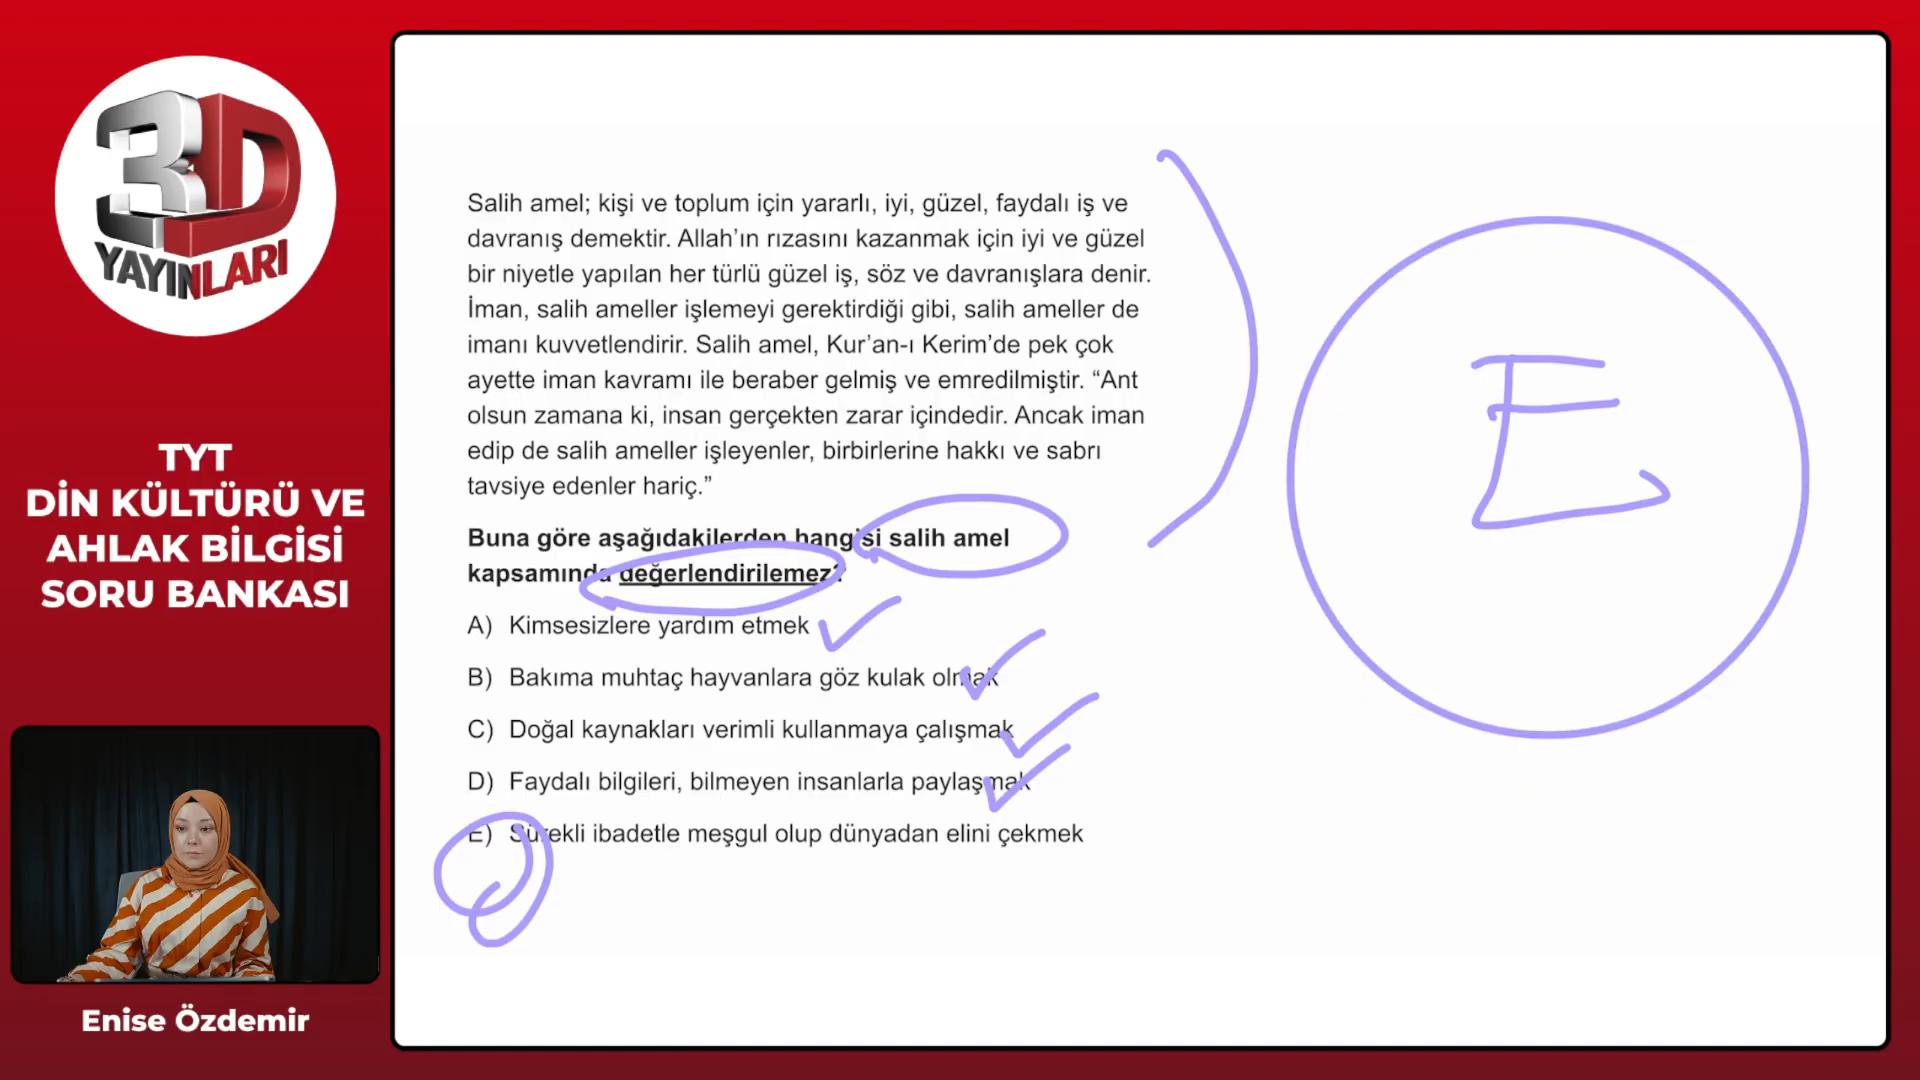 3D
YAYINLARI
TYT
DİN KÜLTÜRÜ VE
AHLAK BİLGİSİ
SORU BANKASI
Enise Özdemir
Salih amel; kişi ve toplum için yararlı, iyi, güzel, faydalı iş ve
davranış demektir. Allah’ın rızasını kazanmak için iyi ve güzel
bir niyetle yapılan her türlü güzel iş, söz ve davranışlara denir.
İman, salih ameller işlemeyi gerektirdiği gibi, salih ameller de
imanı kuvvetlendirir. Salih amel, Kur’an-ı Kerim’de pek çok
ayette iman kavramı ile beraber gelmiş ve emredilmiştir. “Ant
olsun zamana ki, insan gerçekten zarar içindedir. Ancak iman
edip de salih ameller işleyenler, birbirlerine hakkı ve sabrı
tavsiye edenler hariç.”
Buna göre aşağıdakilerden hangisi salih amel
kapsamında değerlendirilemez?
A) Kimsesizlere yardım etmek
B) Bakıma muhtaç hayvanlara göz kulak olmak
C) Doğal kaynakları verimli kullanmaya çalışmak
D) Faydalı bilgileri, bilmeyen insanlarla paylaşmak
E) Sürekli ibadetle meşgul olup dünyadan elini çekmek
E